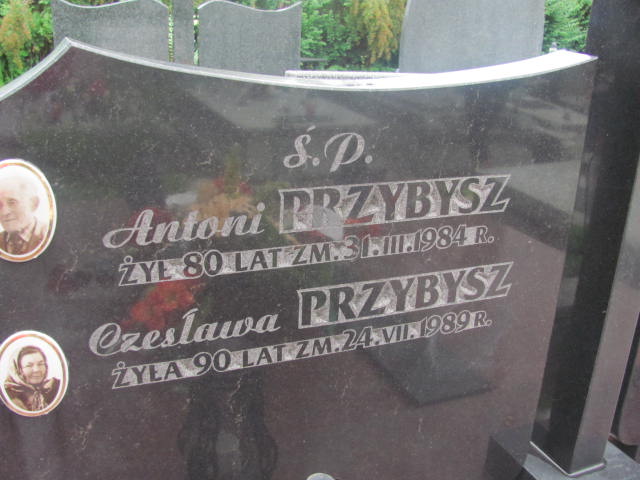 ś.p.
Antoni PRZYBYSZ
ŻYŁ 80 LAT ZM. 31.III.1984 R.
Czesława PRZYBYSZ
ŻYŁA 90 LAT ZM. 24.VII.1989 R.